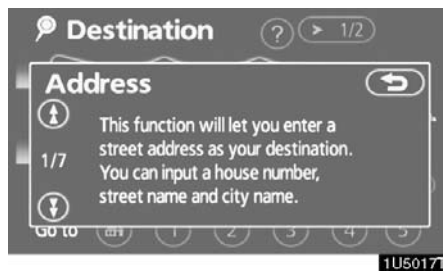 Destination ? > 1/2
Address
This function will let you enter a
street address as your destination.
1/7
You can input a house number,
street name and city name.
Go to 1 2 3 4 5
1U5017T